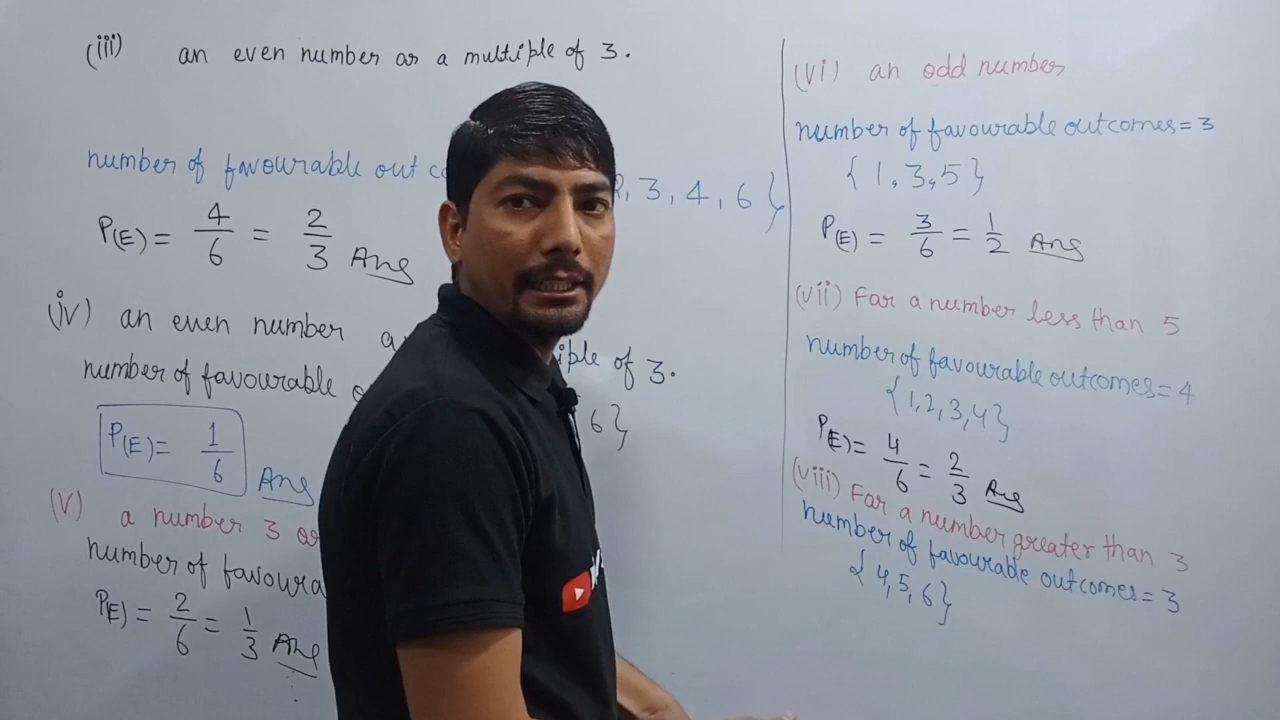 (iii) an even number or a multiple of 3.
number of favourable out
, 3, 4, 6 }
P(E) = 4/6 = 2/3 Ans
(iv) an even number
iple of 3.
number of favourable
6}
P(E) = 1/6 Ans
(v) a number 3 or
number of favoura
P(E) = 2/6 = 1/3 Ans
(vi) an odd number
number of favourable outcomes = 3
{ 1, 3, 5 }
P(E) = 3/6 = 1/2 Ans
(vii) For a number less than 5
number of favourable outcomes = 4
{1, 2, 3, 4}
P(E) = 4/6 = 2/3 Ans
(viii) For a number greater than 3
number of favourable outcomes = 3
{ 4, 5, 6 }